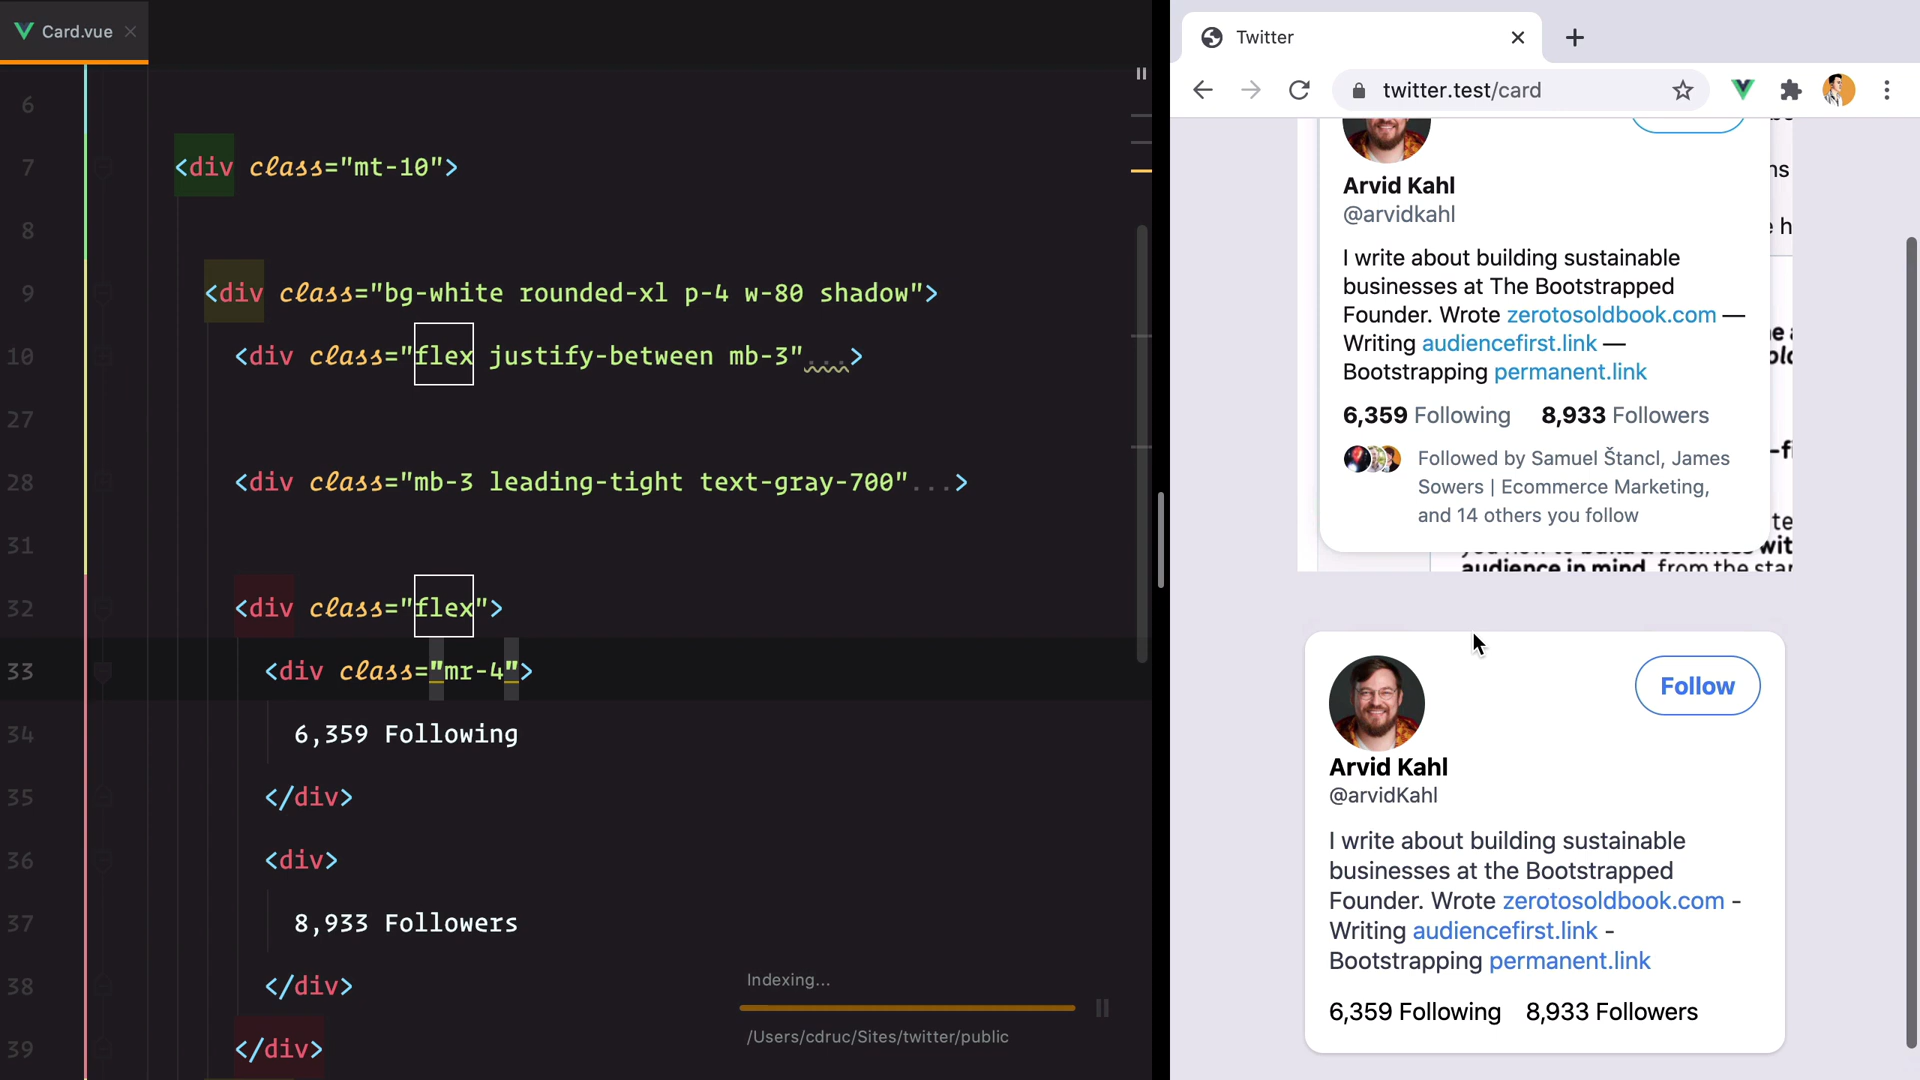 Card.vue
6
7 <div class="mt-10">
8
9 <div class="bg-white rounded-xl p-4 w-80 shadow">
10 <div class="flex justify-between mb-3"...>
27
28 <div class="mb-3 leading-tight text-gray-700"...>
31
32 <div class="flex">
33 <div class="mr-4">
34 6,359 Following
35 </div>
36 <div>
37 8,933 Followers
38 </div>
39 </div>
Indexing...
/Users/cdruc/Sites/twitter/public
Twitter
twitter.test/card
Arvid Kahl
@arvidkahl
I write about building sustainable
businesses at The Bootstrapped
Founder. Wrote zerotosoldbook.com —
Writing audiencefirst.link —
Bootstrapping permanent.link
6,359 Following 8,933 Followers
Followed by Samuel Štancl, James
Sowers | Ecommerce Marketing,
and 14 others you follow
audience in mind, from the star
Follow
Arvid Kahl
@arvidKahl
I write about building sustainable
businesses at the Bootstrapped
Founder. Wrote zerotosoldbook.com -
Writing audiencefirst.link -
Bootstrapping permanent.link
6,359 Following 8,933 Followers